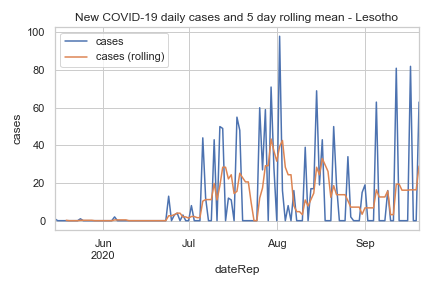 New COVID-19 daily cases and 5 day rolling mean - Lesotho
cases
cases (rolling)
100
80
60
40
20
0
cases
Jun
2020
Jul
Aug
Sep
dateRep